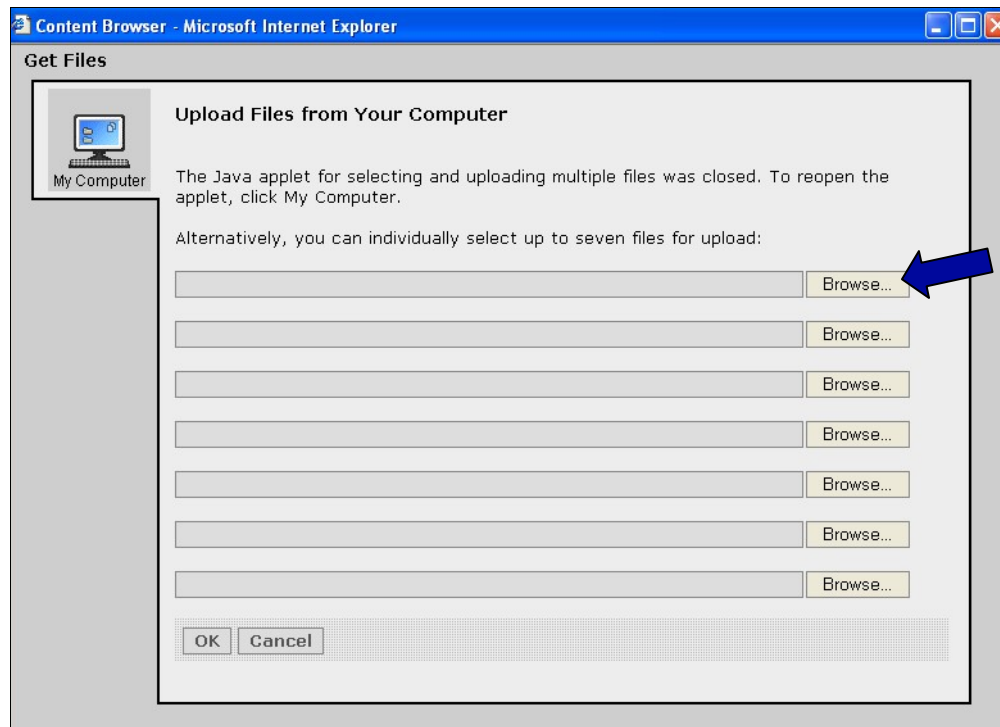 Content Browser - Microsoft Internet Explorer
Get Files
My Computer
Upload Files from Your Computer
The Java applet for selecting and uploading multiple files was closed. To reopen the
applet, click My Computer.
Alternatively, you can individually select up to seven files for upload:
Browse...
Browse...
Browse...
Browse...
Browse...
Browse...
Browse...
OK Cancel